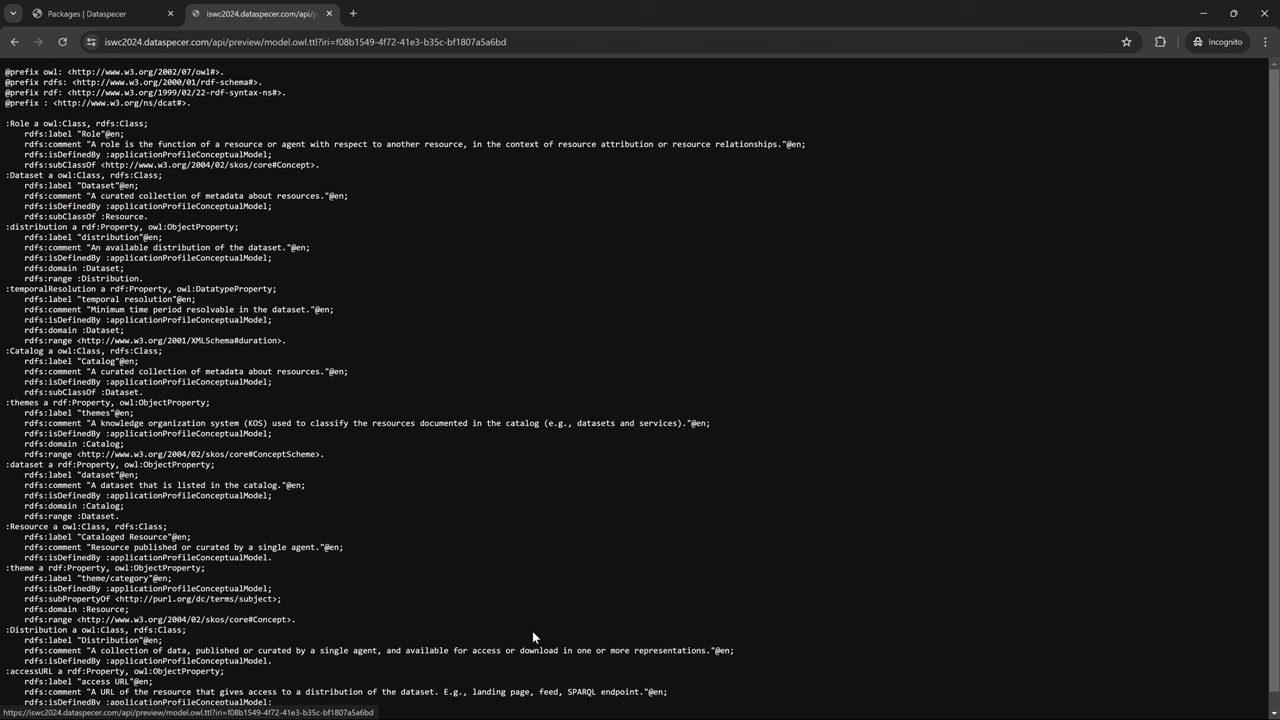 Packages | Dataspecer
iswc2024.dataspecer.com/api/p
iswc2024.dataspecer.com/api/preview/model.owl.ttl?iri=f08b1549-4f72-41e3-b35c-bf1807a5a6bd
Incognito
@prefix owl: <http://www.w3.org/2002/07/owl#>.
@prefix rdfs: <http://www.w3.org/2000/01/rdf-schema#>.
@prefix rdf: <http://www.w3.org/1999/02/22-rdf-syntax-ns#>.
@prefix : <http://www.w3.org/ns/dcat#>.
:Role a owl:Class, rdfs:Class;
rdfs:label "Role"@en;
rdfs:comment "A role is the function of a resource or agent with respect to another resource, in the context of resource attribution or resource relationships."@en;
rdfs:isDefinedBy :applicationProfileConceptualModel;
rdfs:subClassOf <http://www.w3.org/2004/02/skos/core#Concept>.
:Dataset a owl:Class, rdfs:Class;
rdfs:label "Dataset"@en;
rdfs:comment "A curated collection of metadata about resources."@en;
rdfs:isDefinedBy :applicationProfileConceptualModel;
rdfs:subClassOf :Resource.
:distribution a rdf:Property, owl:ObjectProperty;
rdfs:label "distribution"@en;
rdfs:comment "An available distribution of the dataset."@en;
rdfs:isDefinedBy :applicationProfileConceptualModel;
rdfs:domain :Dataset;
rdfs:range :Distribution.
:temporalResolution a rdf:Property, owl:DatatypeProperty;
rdfs:label "temporal resolution"@en;
rdfs:comment "Minimum time period resolvable in the dataset."@en;
rdfs:isDefinedBy :applicationProfileConceptualModel;
rdfs:domain :Dataset;
rdfs:range <http://www.w3.org/2001/XMLSchema#duration>.
:Catalog a owl:Class, rdfs:Class;
rdfs:label "Catalog"@en;
rdfs:comment "A curated collection of metadata about resources."@en;
rdfs:isDefinedBy :applicationProfileConceptualModel;
rdfs:subClassOf :Dataset.
:themes a rdf:Property, owl:ObjectProperty;
rdfs:label "themes"@en;
rdfs:comment "A knowledge organization system (KOS) used to classify the resources documented in the catalog (e.g., datasets and services)."@en;
rdfs:isDefinedBy :applicationProfileConceptualModel;
rdfs:domain :Catalog;
rdfs:range <http://www.w3.org/2004/02/skos/core#ConceptScheme>.
:dataset a rdf:Property, owl:ObjectProperty;
rdfs:label "dataset"@en;
rdfs:comment "A dataset that is listed in the catalog."@en;
rdfs:isDefinedBy :applicationProfileConceptualModel;
rdfs:domain :Catalog;
rdfs:range :Dataset.
:Resource a owl:Class, rdfs:Class;
rdfs:label "Cataloged Resource"@en;
rdfs:comment "Resource published or curated by a single agent."@en;
rdfs:isDefinedBy :applicationProfileConceptualModel.
:theme a rdf:Property, owl:ObjectProperty;
rdfs:label "theme/category"@en;
rdfs:isDefinedBy :applicationProfileConceptualModel;
rdfs:subPropertyOf <http://purl.org/dc/terms/subject>;
rdfs:domain :Resource;
rdfs:range <http://www.w3.org/2004/02/skos/core#Concept>.
:Distribution a owl:Class, rdfs:Class;
rdfs:label "Distribution"@en;
rdfs:comment "A collection of data, published or curated by a single agent, and available for access or download in one or more representations."@en;
rdfs:isDefinedBy :applicationProfileConceptualModel.
:accessURL a rdf:Property, owl:ObjectProperty;
rdfs:label "access URL"@en;
rdfs:comment "A URL of the resource that gives access to a distribution of the dataset. E.g., landing page, feed, SPARQL endpoint."@en;
rdfs:isDefinedBy :applicationProfileConceptualModel;
https://iswc2024.dataspecer.com/api/preview/model.owl.ttl?iri=f08b1549-4f72-41e3-b35c-bf1807a5a6bd